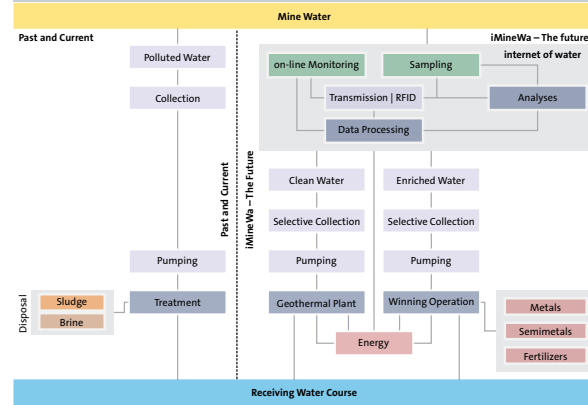 Mine Water
Past and Current
iMineWa – The future
internet of water
Polluted Water
Collection
Pumping
Treatment
Disposal
Sludge
Brine
Past and Current
iMineWa – The Future
on-line Monitoring
Sampling
Transmission | RFID
Analyses
Data Processing
Clean Water
Enriched Water
Selective Collection
Selective Collection
Pumping
Pumping
Geothermal Plant
Winning Operation
Energy
Metals
Semimetals
Fertilizers
Receiving Water Course